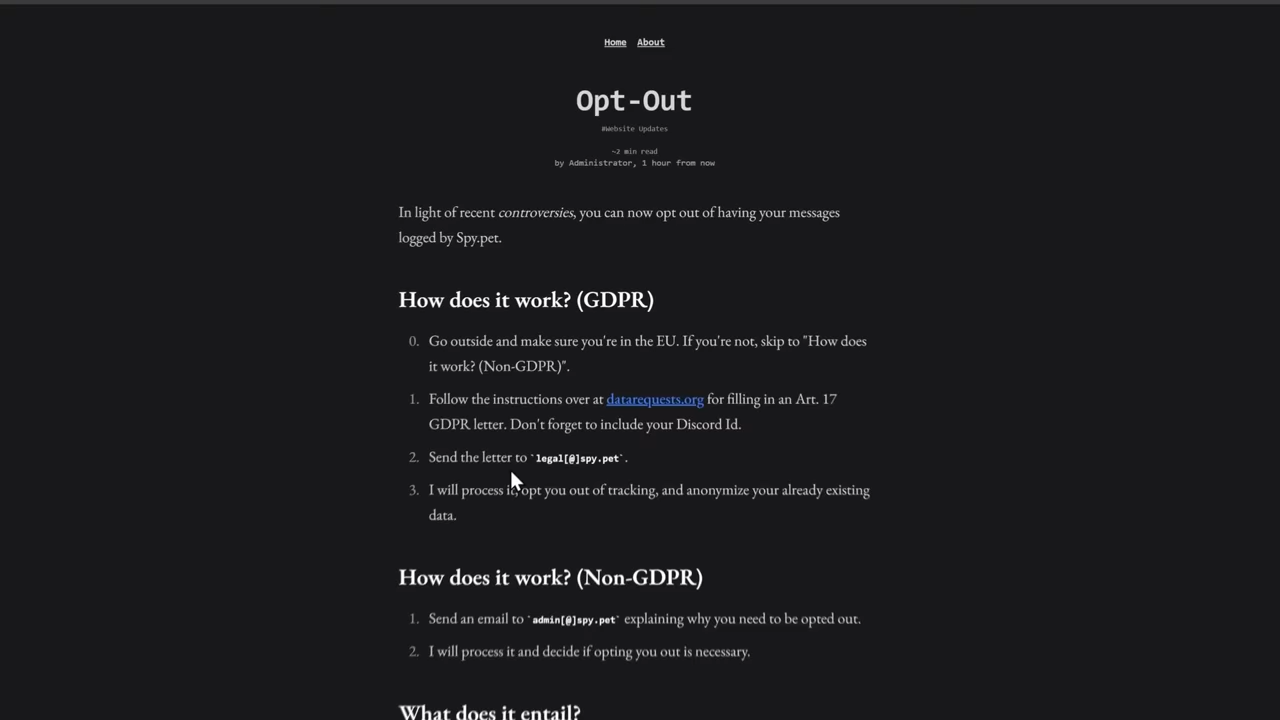 Home About
Opt-Out
#Website Updates
~2 min read
by Administrator, 1 hour from now
In light of recent controversies, you can now opt out of having your messages
logged by Spy.pet.
How does it work? (GDPR)
0. Go outside and make sure you're in the EU. If you're not, skip to "How does
it work? (Non-GDPR)".
1. Follow the instructions over at datarequests.org for filling in an Art. 17
GDPR letter. Don't forget to include your Discord Id.
2. Send the letter to `legal[@]spy.pet`.
3. I will process it, opt you out of tracking, and anonymize your already existing
data.
How does it work? (Non-GDPR)
1. Send an email to `admin[@]spy.pet` explaining why you need to be opted out.
2. I will process it and decide if opting you out is necessary.
What does it entail?